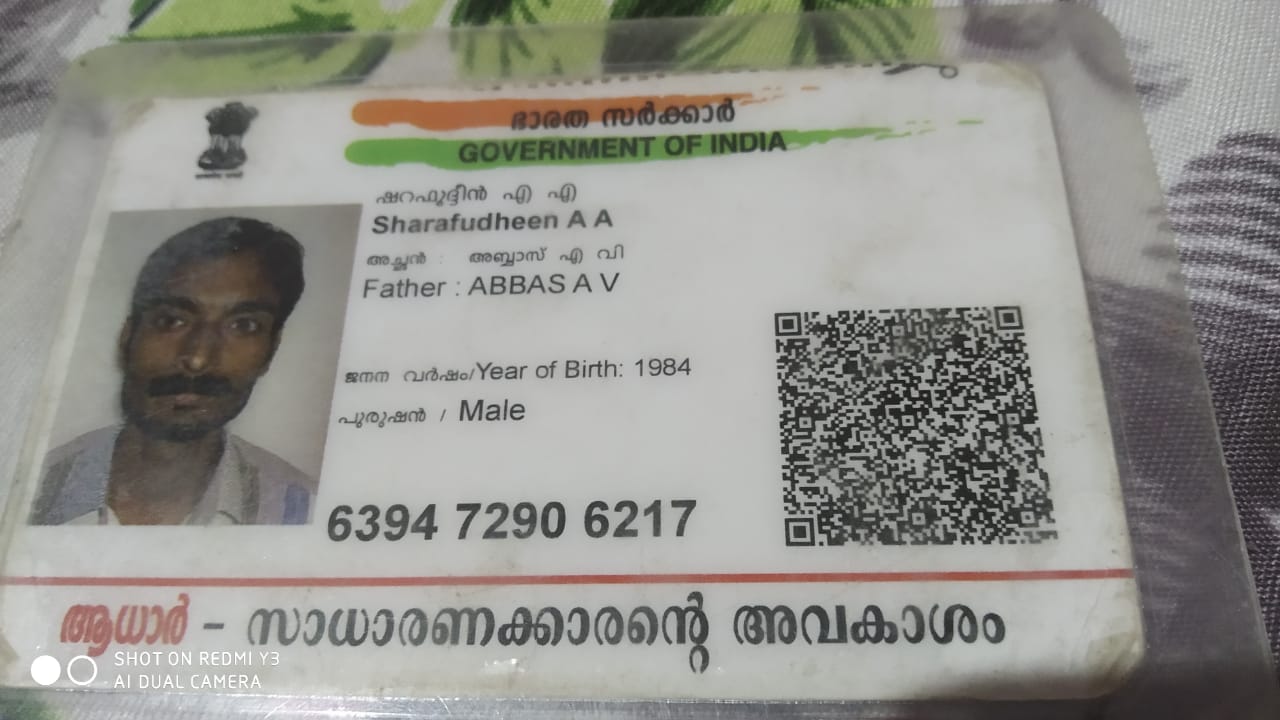 ഭാരത സർക്കാർ
GOVERNMENT OF INDIA
ഷറഫുദ്ദീൻ എ എ
Sharafudheen A A
അച്ഛൻ : അബ്ബാസ് എ വി
Father : ABBAS A V
ജനന വർഷം/Year of Birth: 1984
പുരുഷൻ / Male
6394 7290 6217
ആധാർ - സാധാരണക്കാരന്റെ അവകാശം
SHOT ON REDMI Y3
AI DUAL CAMERA